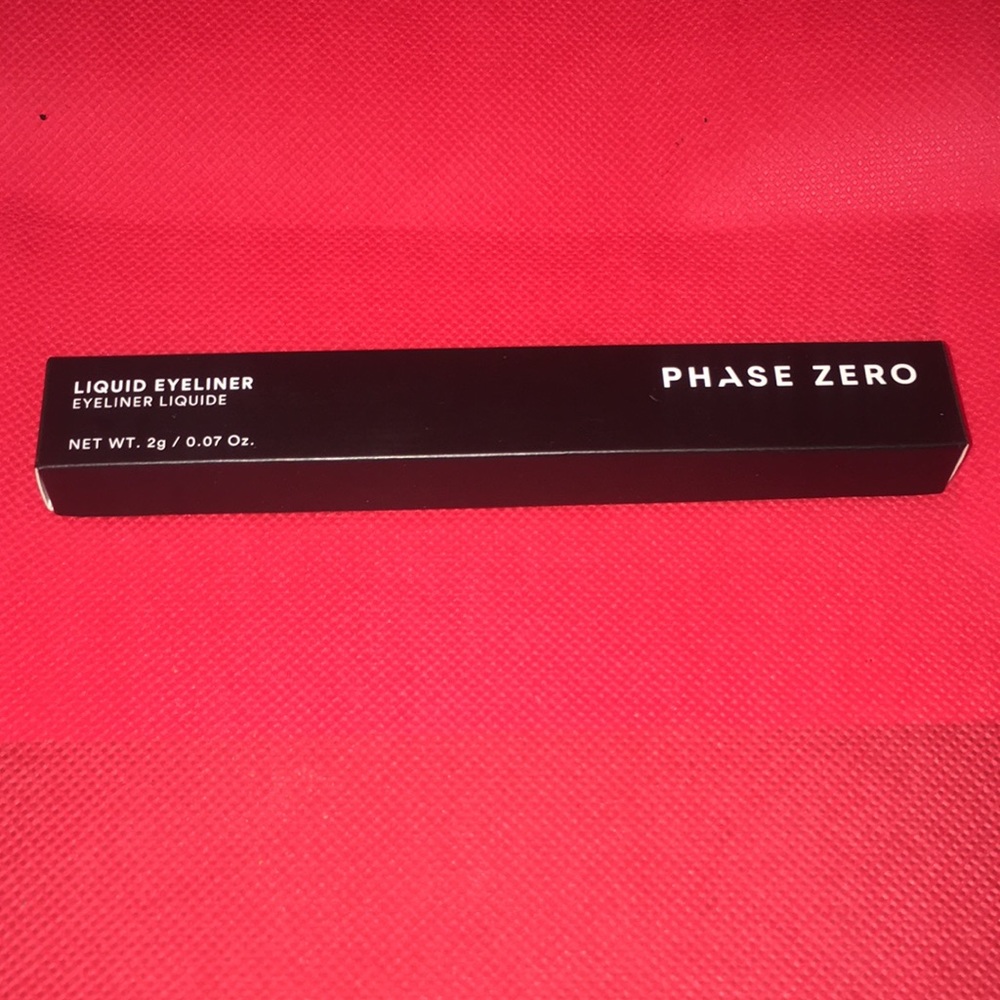 LIQUID EYELINER
EYELINER LIQUIDE
NET WT. 2g / 0.07 Oz.
PHASE ZERO